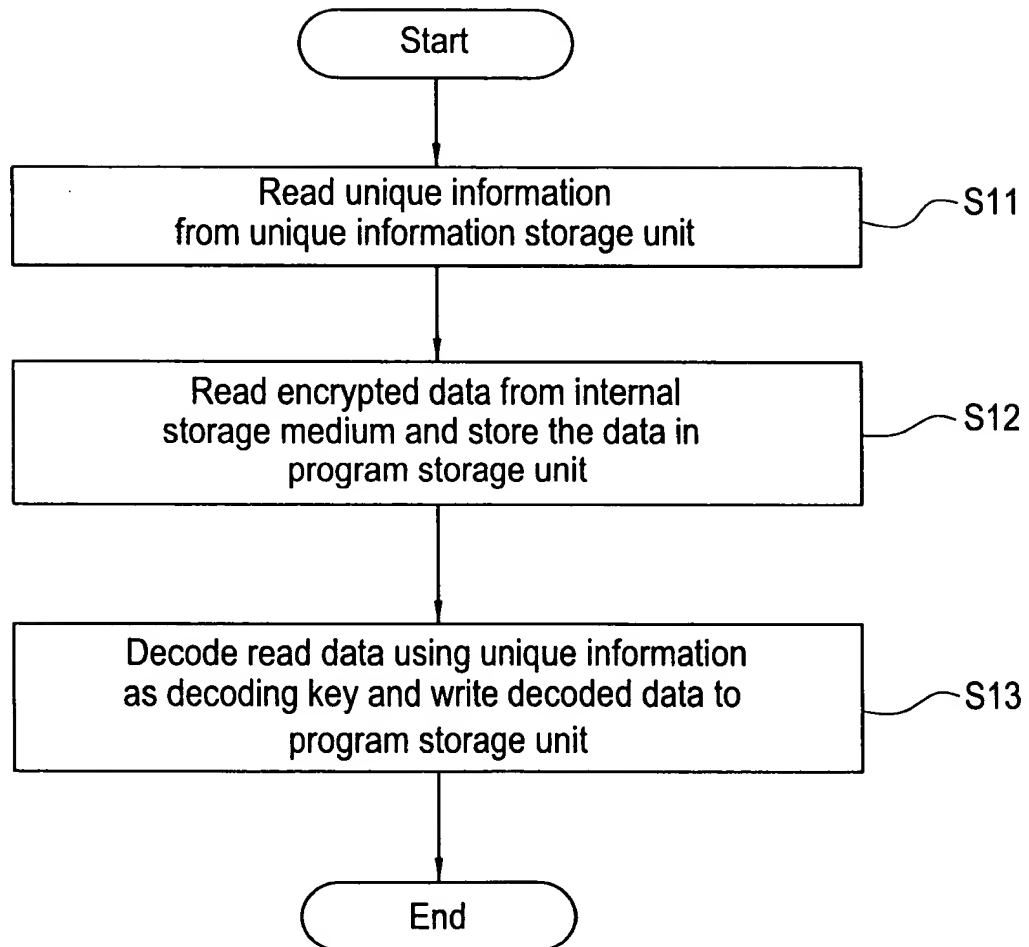 Start
Read unique information
from unique information storage unit
S11
Read encrypted data from internal
storage medium and store the data in
program storage unit
S12
Decode read data using unique information
as decoding key and write decoded data to
program storage unit
S13
End